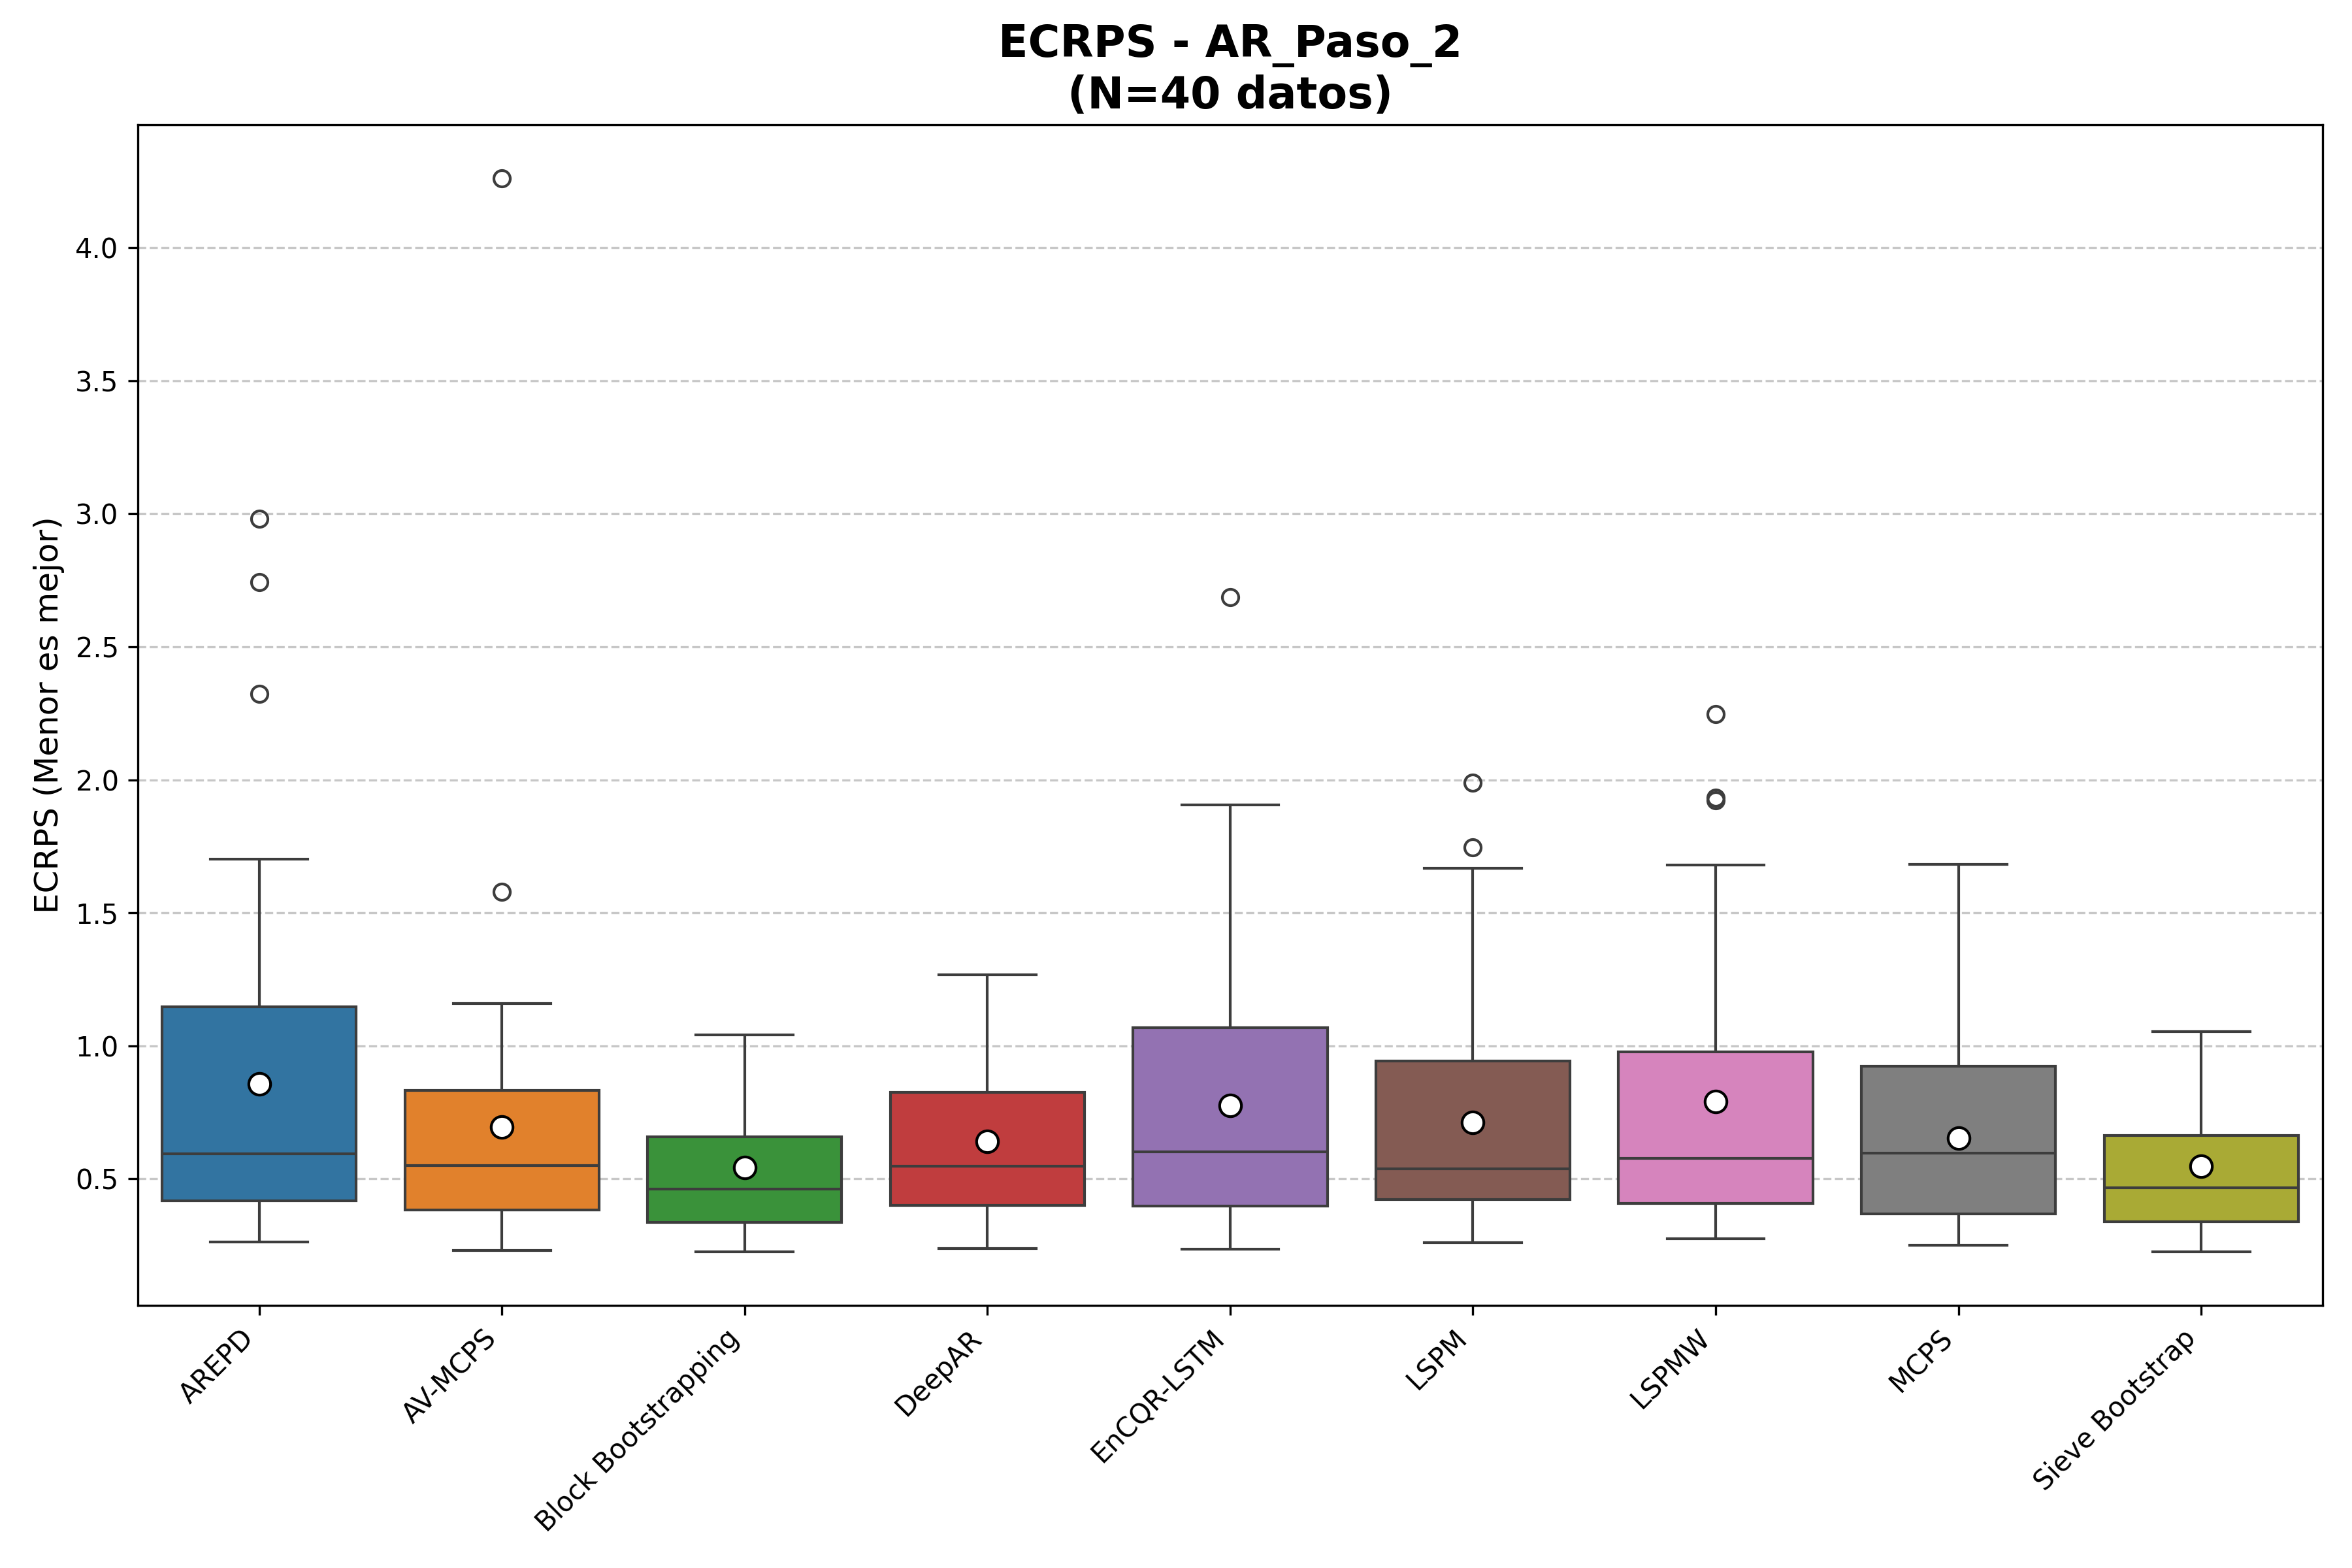 ECRPS - AR_Paso_2
(N=40 datos)
ECRPS (Menor es mejor)
4.0
3.5
3.0
2.5
2.0
1.5
1.0
0.5
AREPD
AV-MCPS
Block Bootstrapping
DeepAR
EnCQR-LSTM
LSPM
LSPMW
MCPS
Sieve Bootstrap